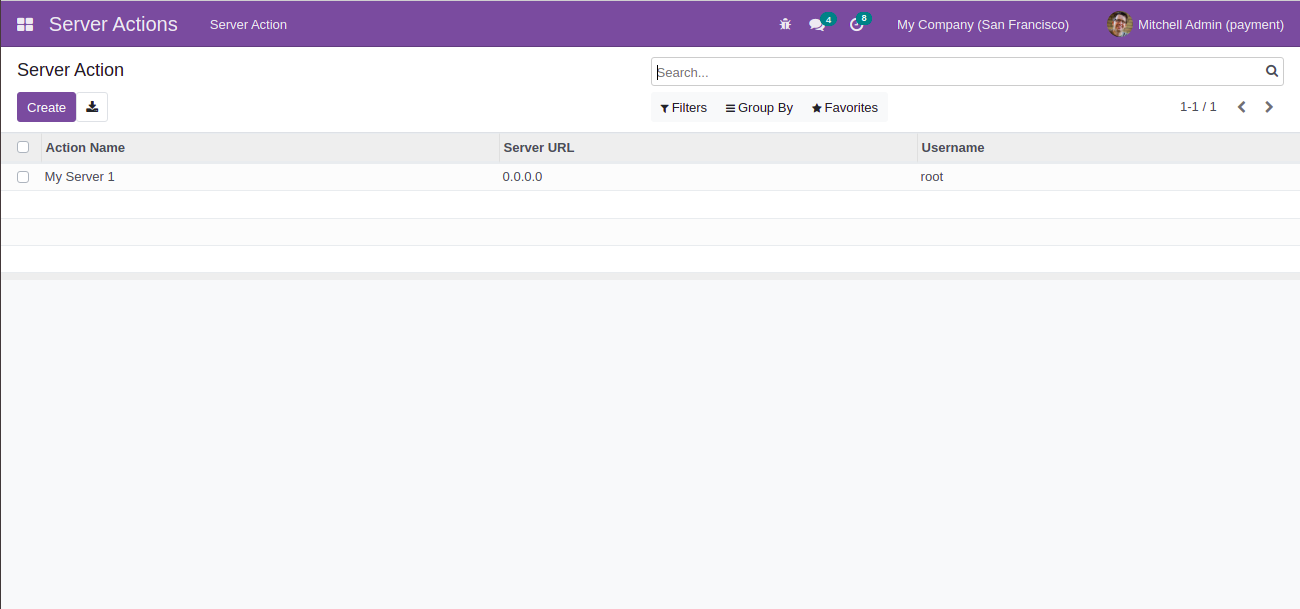 Server Actions Server Action 4 8 My Company (San Francisco) Mitchell Admin (payment)
Server Action
Search...
Create Filters Group By Favorites 1-1 / 1
Action Name Server URL Username
My Server 1 0.0.0.0 root